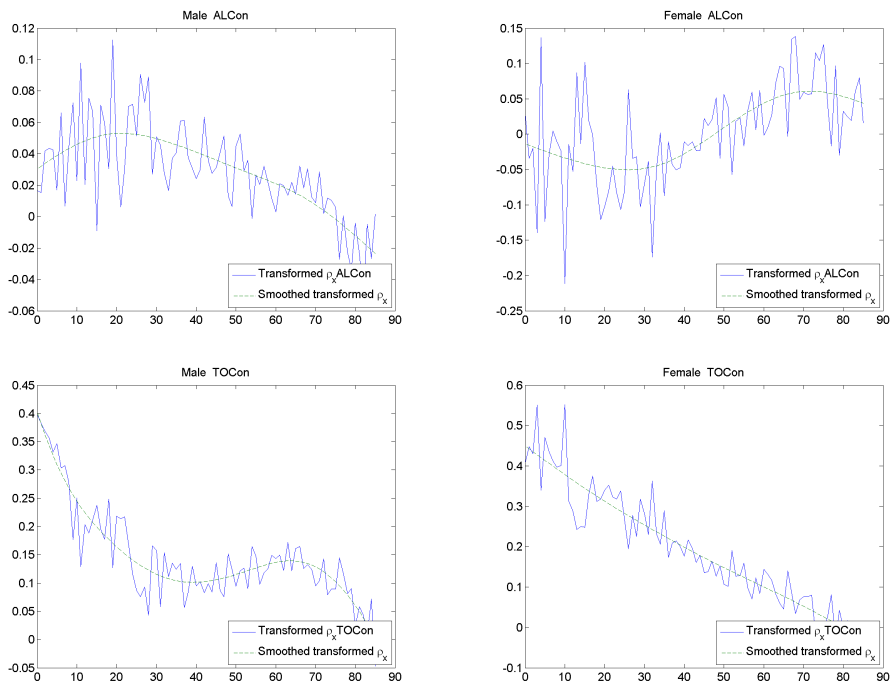 Male ALCon
0.12
0.1
0.08
0.06
0.04
0.02
0
-0.02
-0.04
-0.06
0 10 20 30 40 50 60 70 80 90
Transformed ρxALCon
Smoothed transformed ρx
Female ALCon
0.15
0.1
0.05
0
-0.05
-0.1
-0.15
-0.2
-0.25
0 10 20 30 40 50 60 70 80 90
Transformed ρxALCon
Smoothed transformed ρx
Male TOCon
0.45
0.4
0.35
0.3
0.25
0.2
0.15
0.1
0.05
0
-0.05
0 10 20 30 40 50 60 70 80 90
Transformed ρxTOCon
Smoothed transformed ρx
Female TOCon
0.6
0.5
0.4
0.3
0.2
0.1
0
-0.1
0 10 20 30 40 50 60 70 80 90
Transformed ρxTOCon
Smoothed transformed ρx